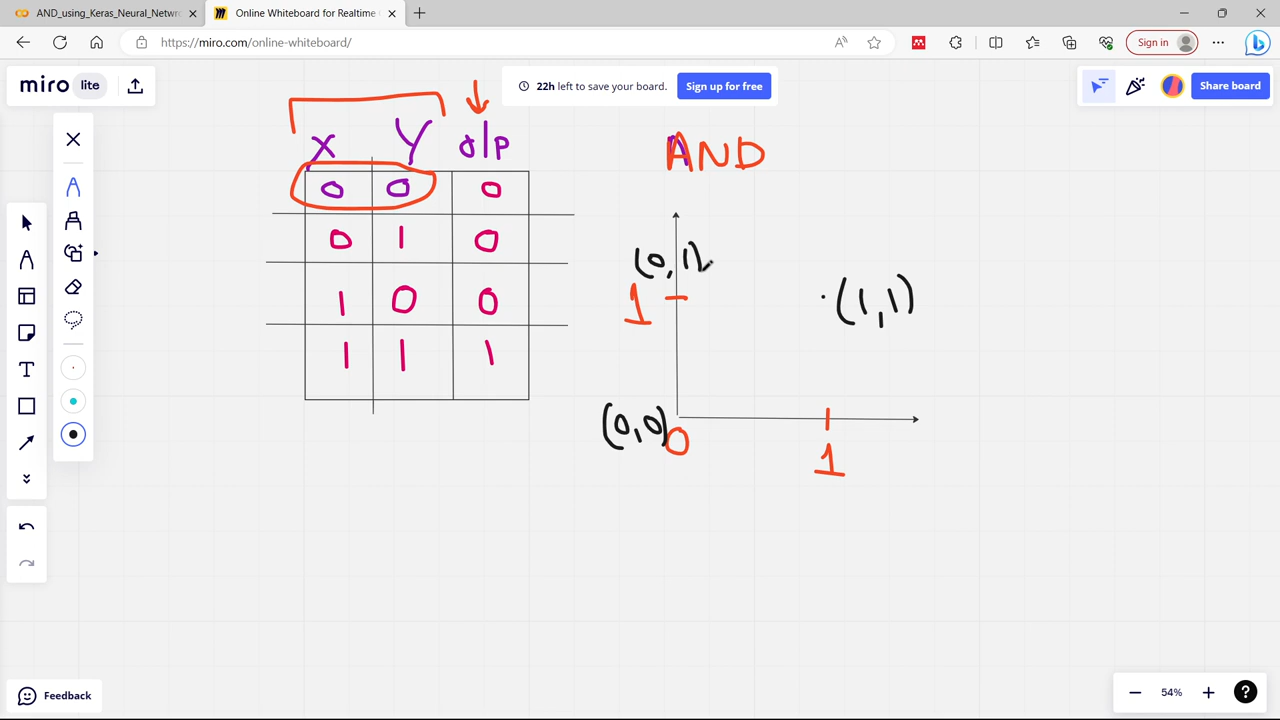 AND_using_Keras_Neural_Networ
Online Whiteboard for Realtime C
https://miro.com/online-whiteboard/
Sign in
miro lite
22h left to save your board.
Sign up for free
Share board
X Y o/p
0 0 0
0 1 0
1 0 0
1 1 1
AND
(0,1)
1
(1,1)
(0,0)
0
1
T
Feedback
54%
?